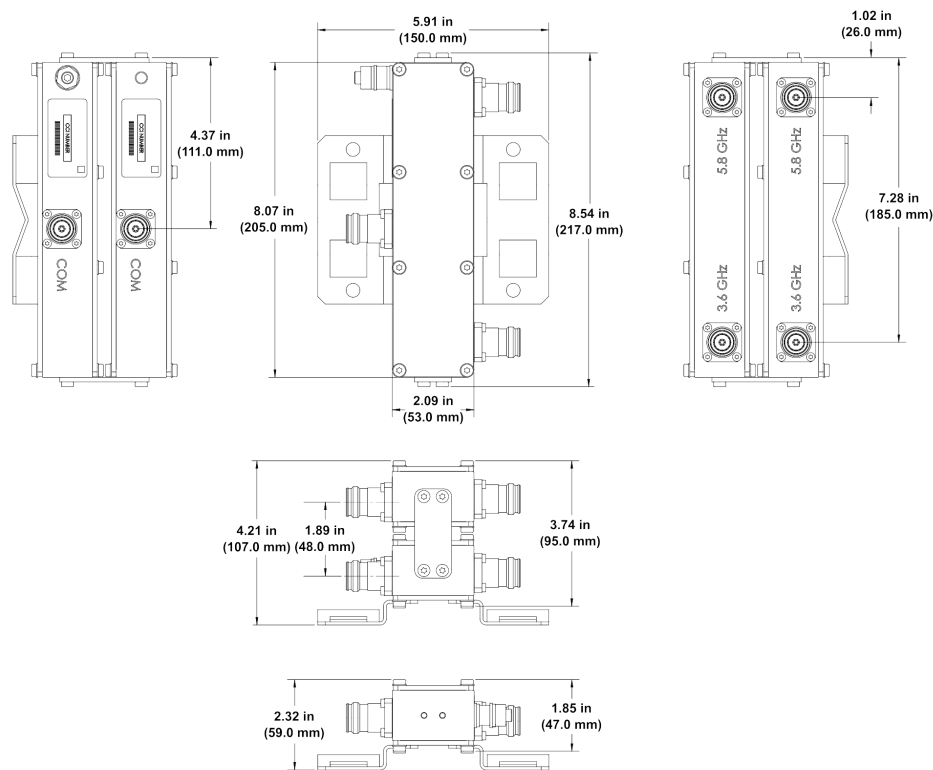 5.91 in
(150.0 mm)
1.02 in
(26.0 mm)
4.37 in
(111.0 mm)
8.07 in
(205.0 mm)
8.54 in
(217.0 mm)
7.28 in
(185.0 mm)
CCI NUMBER
CCI NUMBER
COM
COM
5.8 GHz
5.8 GHz
3.6 GHz
3.6 GHz
2.09 in
(53.0 mm)
4.21 in
(107.0 mm)
1.89 in
(48.0 mm)
3.74 in
(95.0 mm)
2.32 in
(59.0 mm)
1.85 in
(47.0 mm)